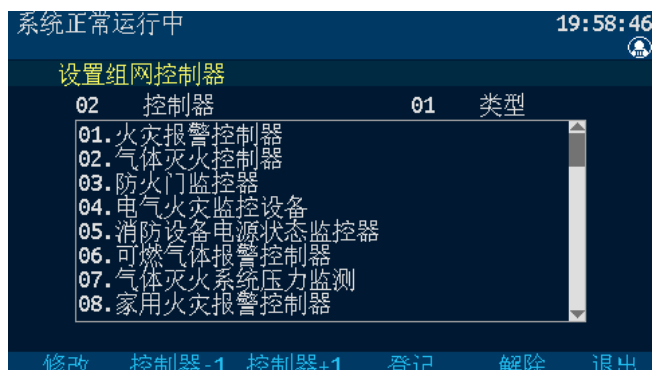 系统正常运行中 19:58:46
设置组网控制器
02 控制器 01 类型
01.火灾报警控制器
02.气体灭火控制器
03.防火门监控器
04.电气火灾监控设备
05.消防设备电源状态监控器
06.可燃气体报警控制器
07.气体灭火系统压力监测
08.家用火灾报警控制器
修改 控制器-1 控制器+1 登记 解除 退出